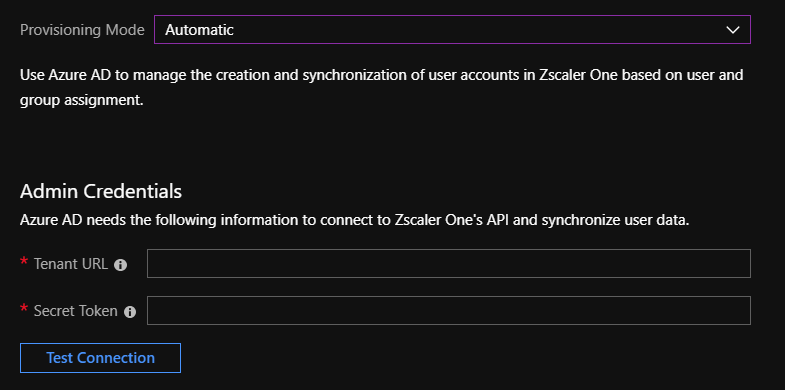 Provisioning Mode Automatic
Use Azure AD to manage the creation and synchronization of user accounts in Zscaler One based on user and
group assignment.
Admin Credentials
Azure AD needs the following information to connect to Zscaler One's API and synchronize user data.
* Tenant URL
* Secret Token
Test Connection